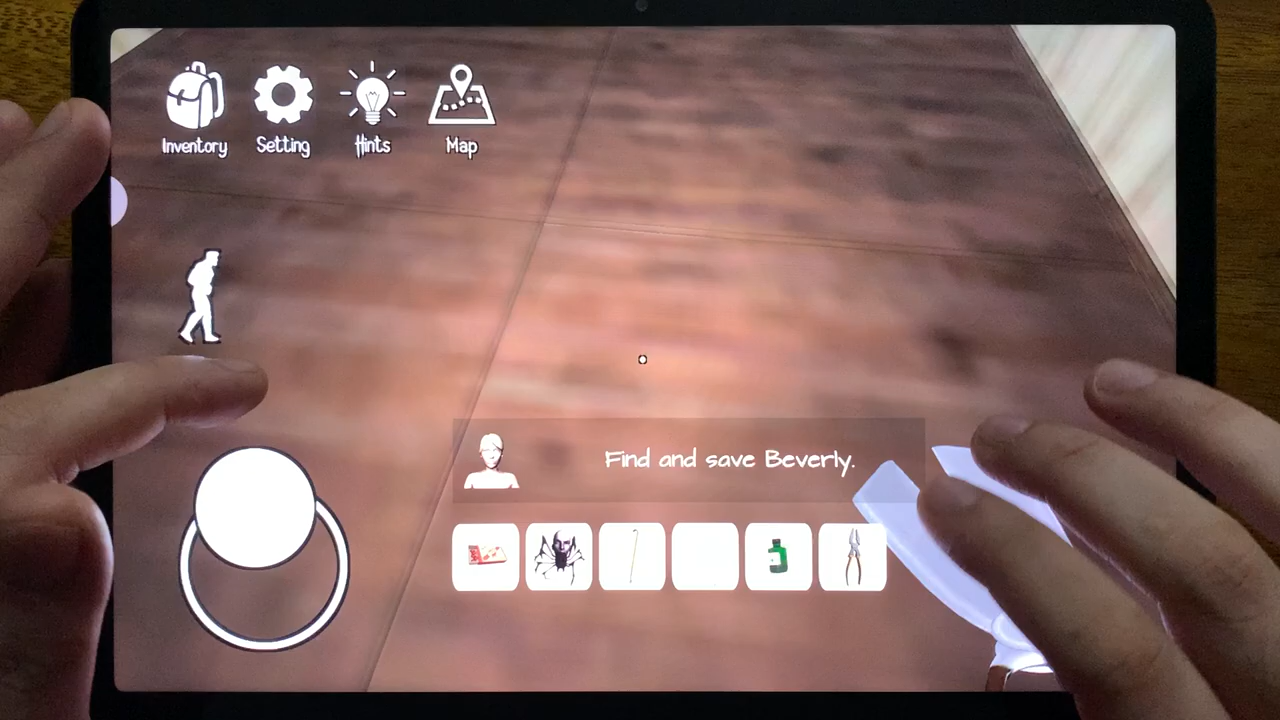 Inventory
Setting
Hints
Map
Find and save Beverly.